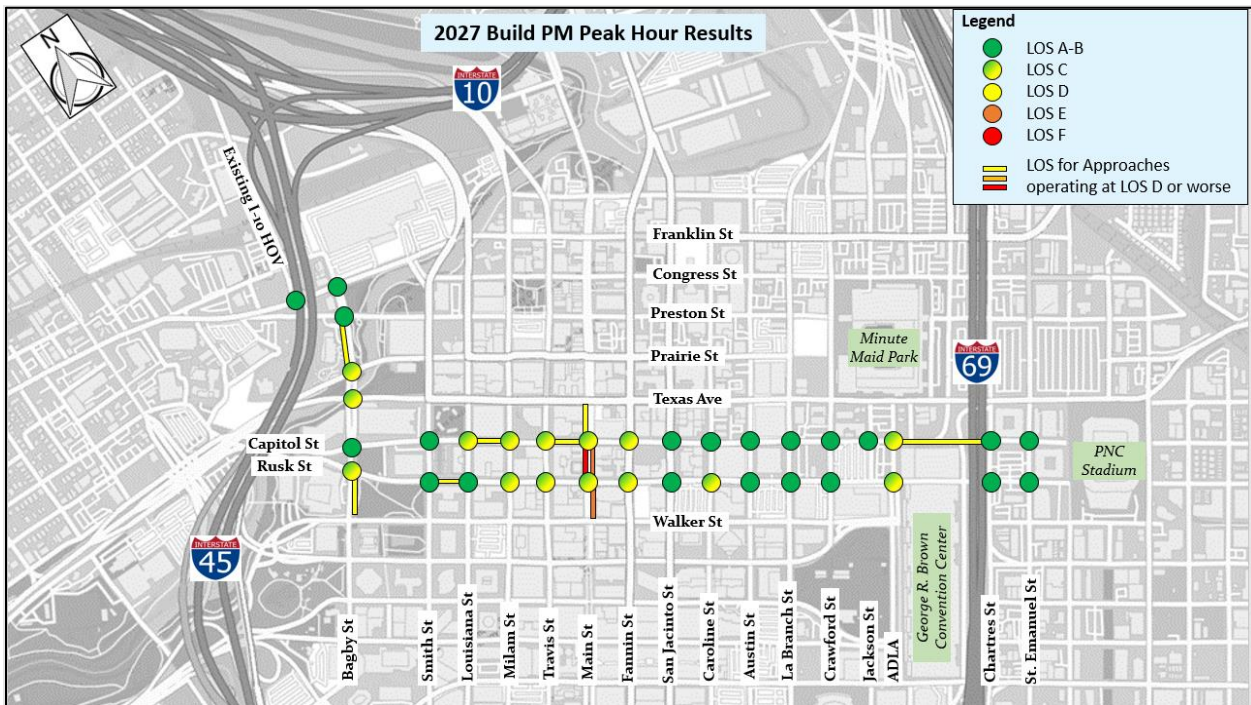 2027 Build PM Peak Hour Results
Legend
LOS A-B
LOS C
LOS D
LOS E
LOS F
LOS for Approaches
operating at LOS D or worse
N
INTERSTATE
10
Existing I-10 HOV
Franklin St
Congress St
Preston St
Prairie St
Texas Ave
Minute
Maid Park
INTERSTATE
69
Capitol St
Rusk St
PNC
Stadium
Walker St
INTERSTATE
45
George R. Brown
Convention Center
Bagby St
Smith St
Louisiana St
Milam St
Travis St
Main St
Fannin St
San Jacinto St
Caroline St
Austin St
La Branch St
Crawford St
Jackson St
ADLA
Chartres St
St. Emanuel St